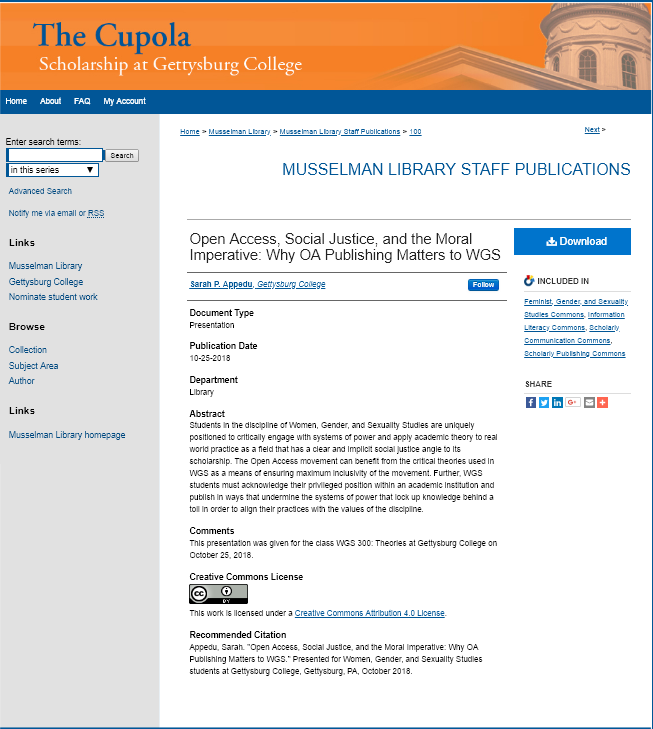 The Cupola
Scholarship at Gettysburg College
Home About FAQ My Account
Enter search terms:
Search
in this series ▼
Advanced Search
Notify me via email or RSS
Links
Musselman Library
Gettysburg College
Nominate student work
Browse
Collection
Subject Area
Author
Links
Musselman Library homepage
Home > Musselman Library > Musselman Library Staff Publications > 100
Next >
MUSSELMAN LIBRARY STAFF PUBLICATIONS
Open Access, Social Justice, and the Moral
Imperative: Why OA Publishing Matters to WGS
Sarah P. Appedu, Gettysburg College
Follow
Document Type
Presentation
Publication Date
10-25-2018
Department
Library
Abstract
Students in the discipline of Women, Gender, and Sexuality Studies are uniquely
positioned to critically engage with systems of power and apply academic theory to real
world practice as a field that has a clear and implicit social justice angle to its
scholarship. The Open Access movement can benefit from the critical theories used in
WGS as a means of ensuring maximum inclusivity of the movement. Further, WGS
students must acknowledge their privileged position within an academic institution and
publish in ways that undermine the systems of power that lock up knowledge behind a
toll in order to align their practices with the values of the discipline.
Comments
This presentation was given for the class WGS 300: Theories at Gettysburg College on
October 25, 2018.
Creative Commons License
CC BY
This work is licensed under a Creative Commons Attribution 4.0 License.
Recommended Citation
Appedu, Sarah. "Open Access, Social Justice, and the Moral Imperative: Why OA
Publishing Matters to WGS." Presented for Women, Gender, and Sexuality Studies
students at Gettysburg College, Gettysburg, PA, October 2018.
Download
INCLUDED IN
Feminist, Gender, and Sexuality
Studies Commons, Information
Literacy Commons, Scholarly
Communication Commons,
Scholarly Publishing Commons
SHARE